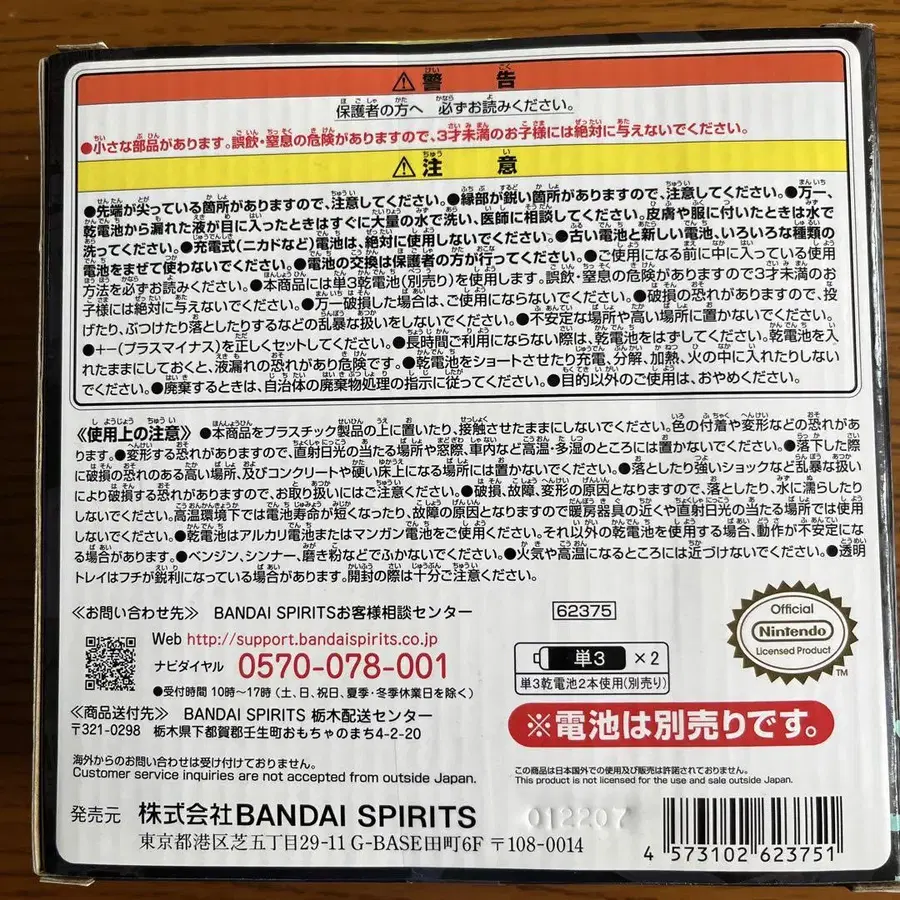 ⚠警告
保護者の方へ 必ずお読みください。
●小さな部品があります。誤飲・窒息の危険がありますので、3才未満のお子様には絶対に与えないでください。
⚠注意
●先端が尖っている箇所がありますので、注意してください。●縁部が鋭い箇所がありますので、注意してください。●万一、
乾電池から漏れた液が目に入ったときはすぐに大量の水で洗い、医師に相談してください。皮膚や服に付いたときは水で
洗ってください。●充電式(ニカドなど)電池は、絶対に使用しないでください。●古い電池と新しい電池、いろいろな種類の
電池をまぜて使わないでください。●電池の交換は保護者の方が行ってください。●ご使用になる前に中に入っている使用
方法を必ずお読みください。●本商品には単3乾電池(別売り)を使用します。誤飲・窒息の危険がありますので3才未満のお
子様には絶対に与えないでください。●万一破損した場合は、ご使用にならないでください。●破損の恐れがありますので、投
げたり、ぶつけたり落としたりするなどの乱暴な扱いをしないでください。●不安定な場所や高い場所に置かないでください。
●+−(プラスマイナス)を正しくセットしてください。●長時間ご利用にならない際は、乾電池をはずしてください。乾電池を入
れたままにしておくと、液漏れの恐れがあり危険です。●乾電池をショートさせたり充電、分解、加熱、火の中に入れたりしない
でください。●廃棄するときは、自治体の廃棄物処理の指示に従ってください。●目的以外のご使用は、おやめください。
《使用上の注意》●本商品をプラスチック製品の上に置いたり、接触させたままにしないでください。色の付着や変形などの恐れがあ
ります。●変形する恐れがありますので、直射日光の当たる場所や窓際、車内など高温・多湿のところには置かないでください。●落下した際
に破損の恐れのある高い場所、及びコンクリートや硬い床上になる場所には置かないでください。●落としたり強いショックなど乱暴な扱い
により破損する恐れがありますので、お取り扱いにはご注意ください。●破損、故障、変形の原因となりますので、落としたり、水に濡らしたり
しないでください。高温環境下では電池寿命が短くなったり、故障の原因となりますので暖房器具の近くや直射日光の当たる場所では使用
しないでください。●乾電池はアルカリ電池またはマンガン電池をご使用ください。それ以外の乾電池を使用する場合、動作が不安定にな
る場合があります。●ベンジン、シンナー、磨き粉などでふかないでください。●火気や高温になるところには近づけないでください。●透明
トレイはフチが鋭利になっている場合があります。開封の際は十分ご注意ください。
《お問い合わせ先》 BANDAI SPIRITSお客様相談センター
62375
Web http://support.bandaispirits.co.jp
ナビダイヤル 0570-078-001
●受付時間 10時〜17時(土、日、祝日、夏季・冬季休業日を除く)
単3 ×2
単3乾電池2本使用(別売り)
Official
Nintendo
Licensed Product
TM
《商品送付先》 BANDAI SPIRITS 栃木配送センター
〒321-0298 栃木県下都賀郡壬生町おもちゃのまち4-2-20
※電池は別売りです。
海外からのお問い合わせは受け付けておりません。
Customer service inquiries are not accepted from outside Japan.
この商品は日本国外での使用及び販売は許諾されておりません。
This product is not licensed for the use and sale outside Japan.
発売元 株式会社BANDAI SPIRITS
東京都港区芝五丁目29-11 G-BASE田町6F 〒108-0014
012207
4 573102 623751